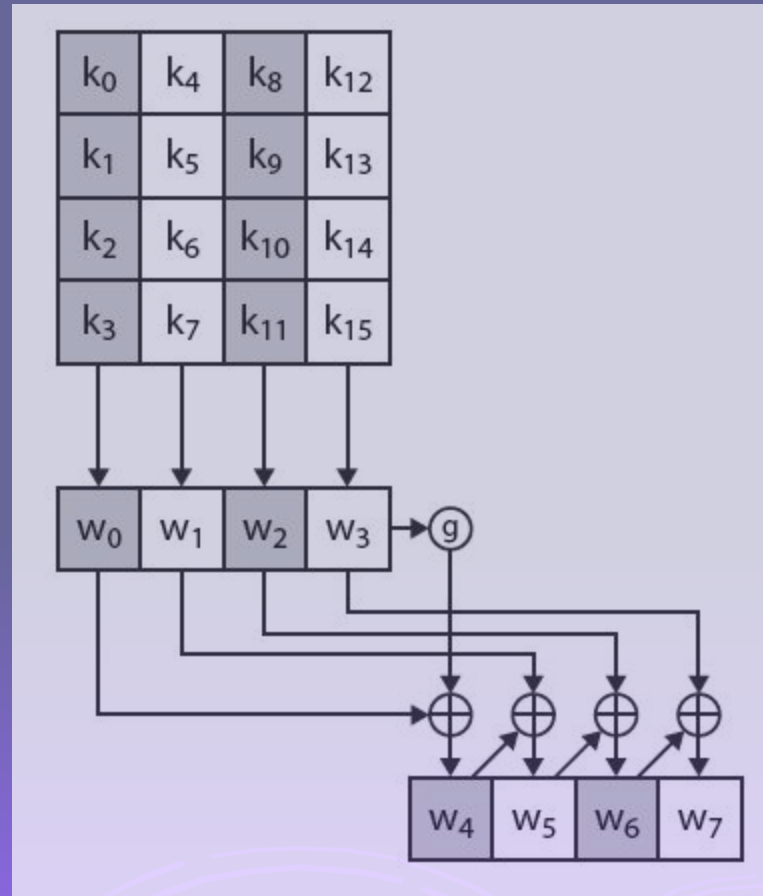 k₀ k₄ k₈ k₁₂
k₁ k₅ k₉ k₁₃
k₂ k₆ k₁₀ k₁₄
k₃ k₇ k₁₁ k₁₅
w₀ w₁ w₂ w₃ g
w₄ w₅ w₆ w₇